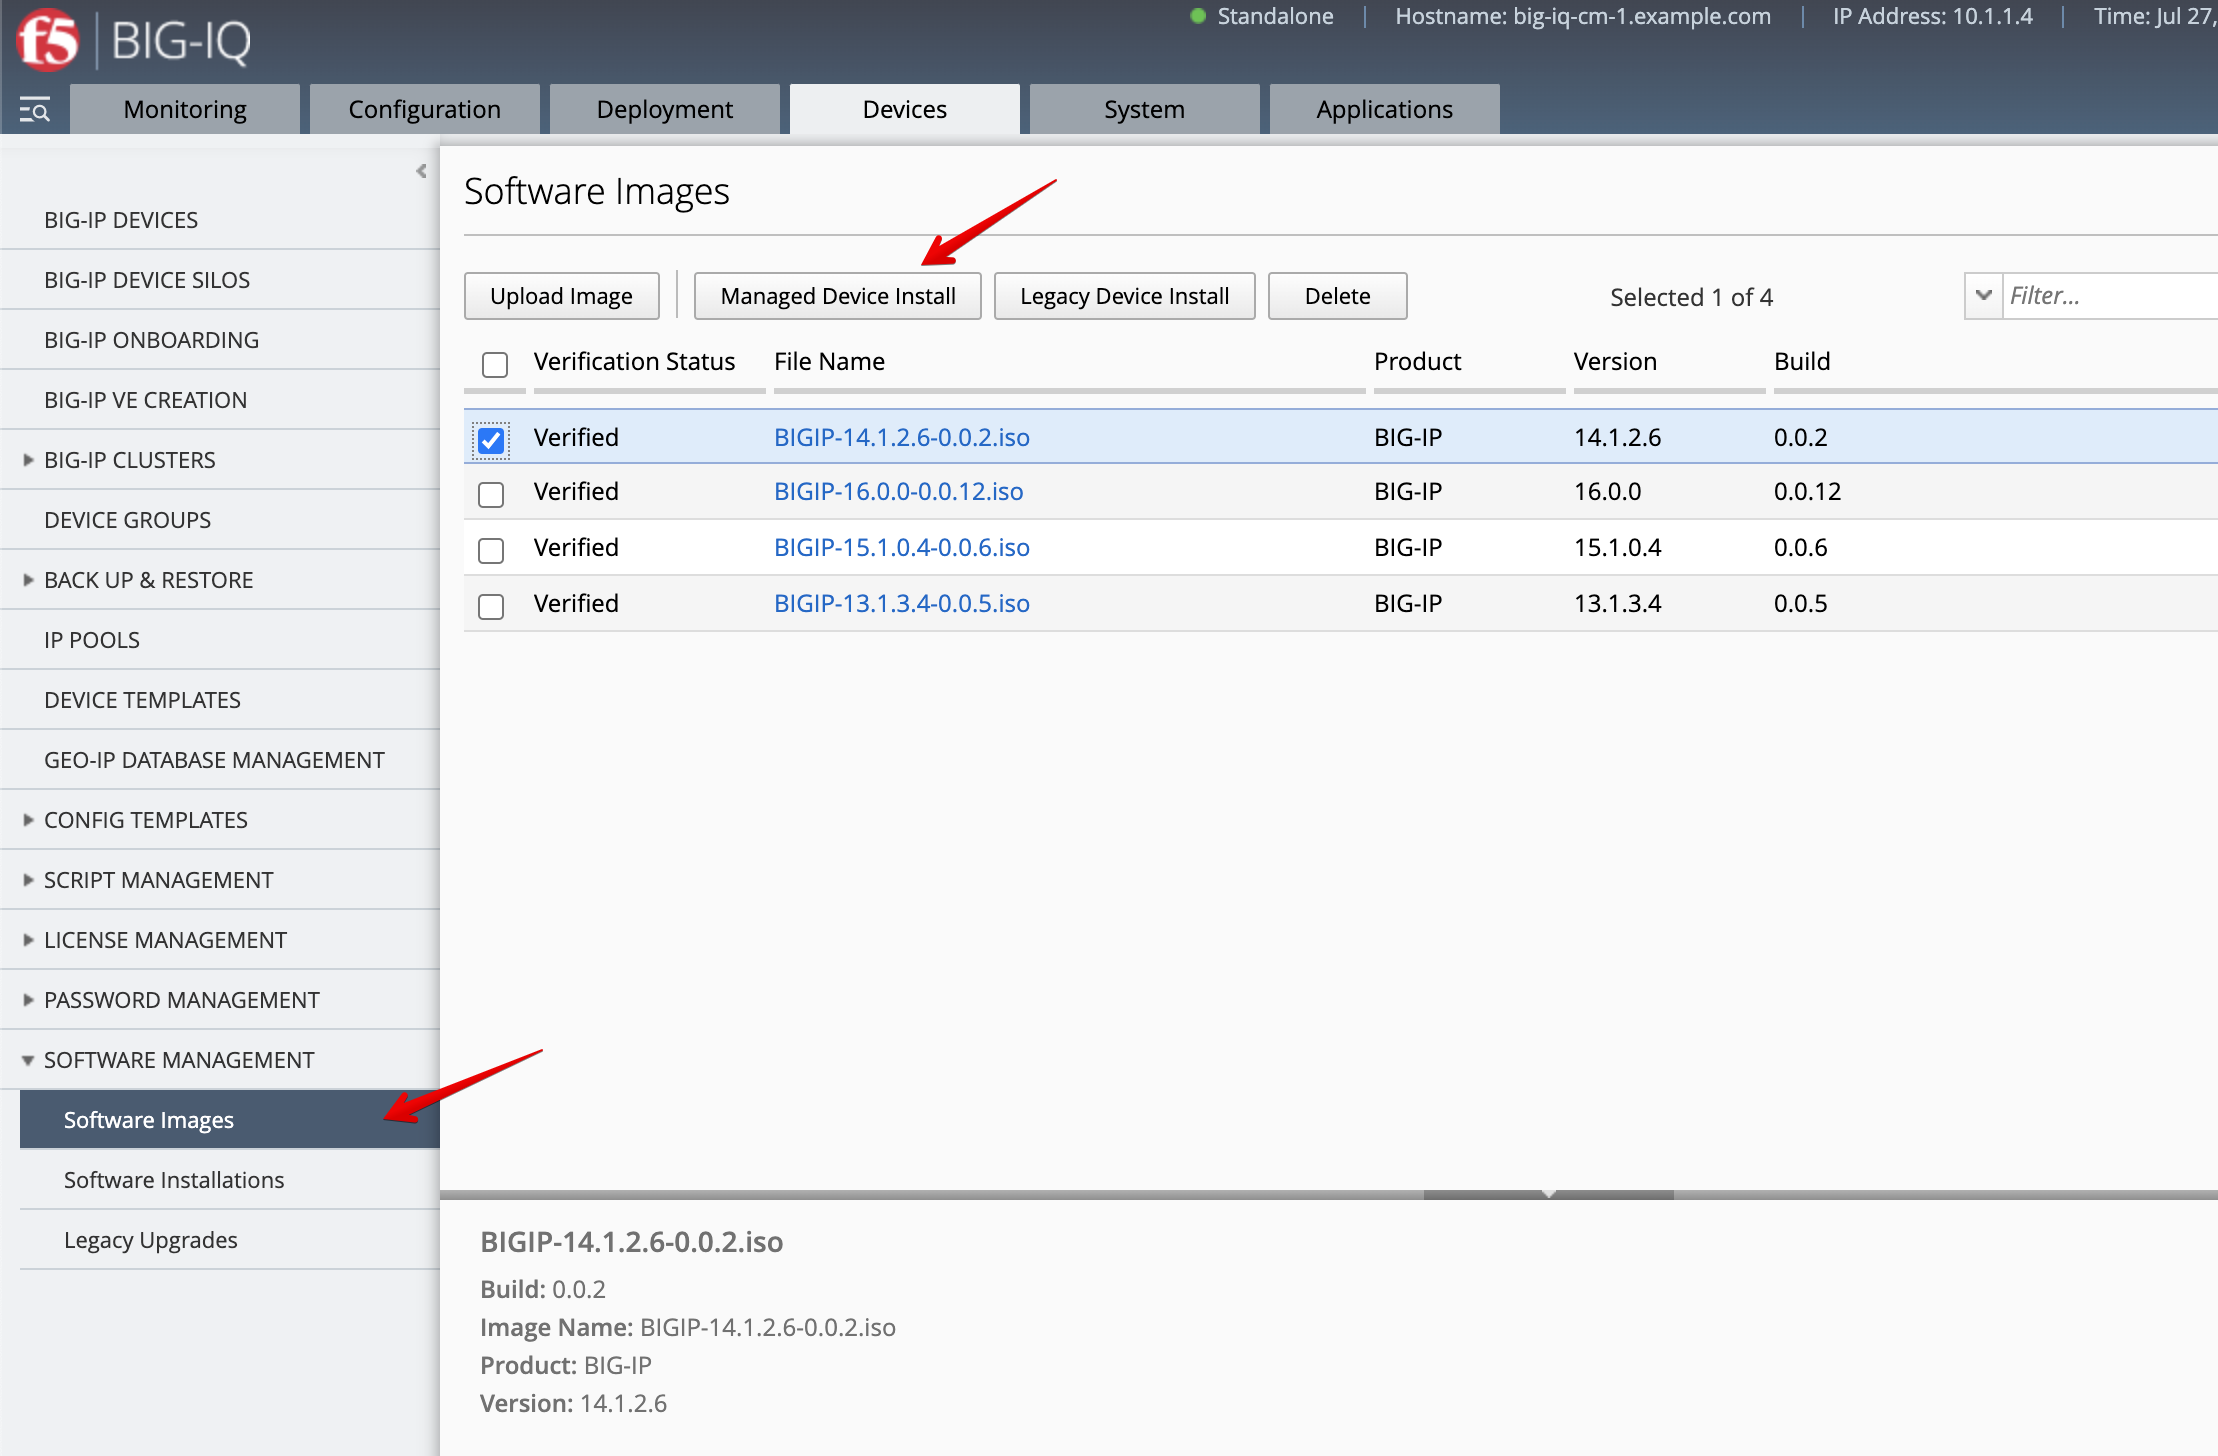 f5 BIG-IQ
Standalone | Hostname: big-iq-cm-1.example.com | IP Address: 10.1.1.4 | Time: Jul 27,
Monitoring Configuration Deployment Devices System Applications
BIG-IP DEVICES
BIG-IP DEVICE SILOS
BIG-IP ONBOARDING
BIG-IP VE CREATION
BIG-IP CLUSTERS
DEVICE GROUPS
BACK UP & RESTORE
IP POOLS
DEVICE TEMPLATES
GEO-IP DATABASE MANAGEMENT
CONFIG TEMPLATES
SCRIPT MANAGEMENT
LICENSE MANAGEMENT
PASSWORD MANAGEMENT
SOFTWARE MANAGEMENT
Software Images
Software Installations
Legacy Upgrades
Software Images
Upload Image Managed Device Install Legacy Device Install Delete Selected 1 of 4 Filter...
Verification Status File Name Product Version Build
Verified BIGIP-14.1.2.6-0.0.2.iso BIG-IP 14.1.2.6 0.0.2
Verified BIGIP-16.0.0-0.0.12.iso BIG-IP 16.0.0 0.0.12
Verified BIGIP-15.1.0.4-0.0.6.iso BIG-IP 15.1.0.4 0.0.6
Verified BIGIP-13.1.3.4-0.0.5.iso BIG-IP 13.1.3.4 0.0.5
BIGIP-14.1.2.6-0.0.2.iso
Build: 0.0.2
Image Name: BIGIP-14.1.2.6-0.0.2.iso
Product: BIG-IP
Version: 14.1.2.6